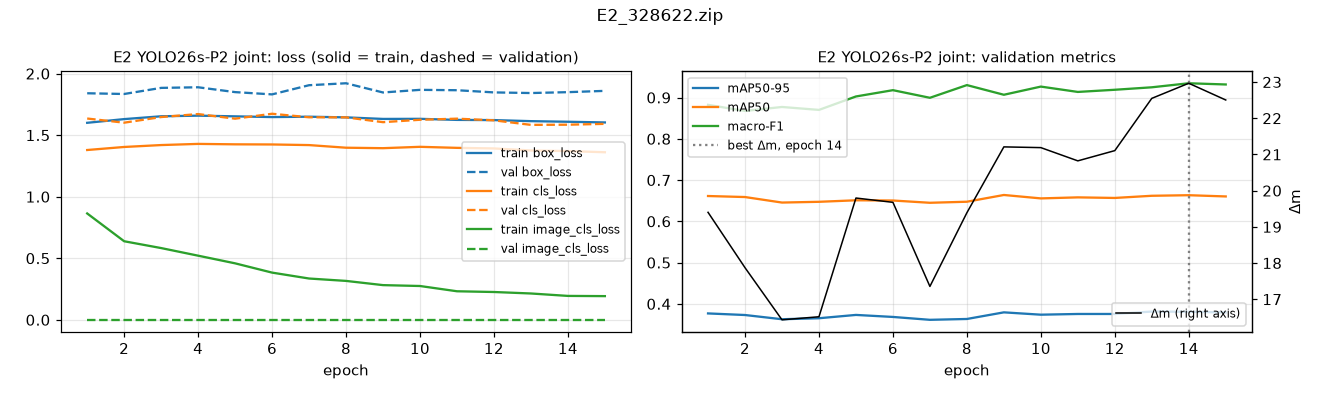 E2_328622.zip
E2 YOLO26s-P2 joint: loss (solid = train, dashed = validation)
2.0
1.5
1.0
0.5
0.0
train box_loss
val box_loss
train cls_loss
val cls_loss
train image_cls_loss
val image_cls_loss
2 4 6 8 10 12 14
epoch
E2 YOLO26s-P2 joint: validation metrics
0.9
0.8
0.7
0.6
0.5
0.4
mAP50-95
mAP50
macro-F1
best Δm, epoch 14
Δm (right axis)
23
22
21
20
19
18
17
Δm
2 4 6 8 10 12 14
epoch